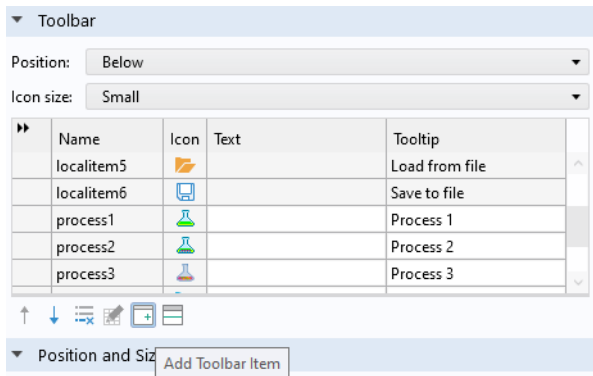 Toolbar
Position: Below
Icon size: Small
Name Icon Text Tooltip
localitem5 Load from file
localitem6 Save to file
process1 Process 1
process2 Process 2
process3 Process 3
Position and Siz
Add Toolbar Item